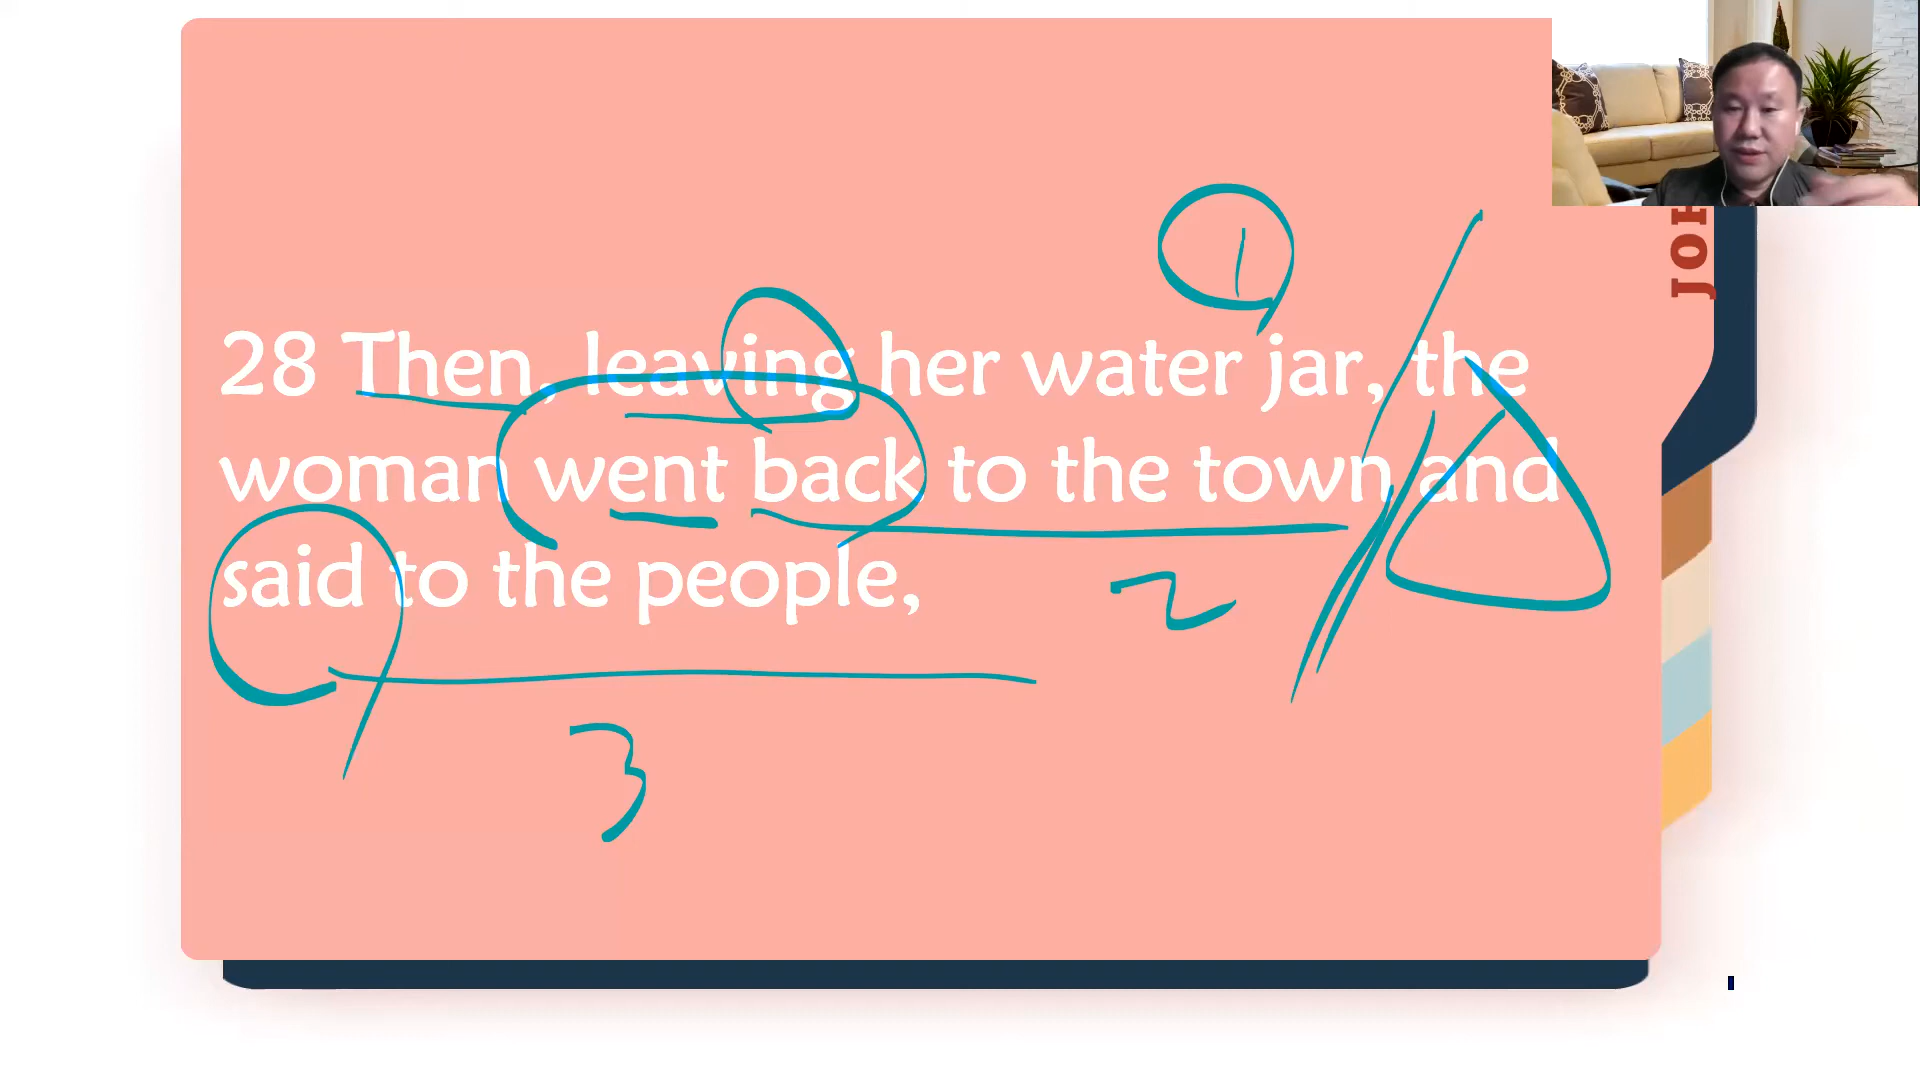 JOH
1
28 Then, leaving her water jar, the
woman went back to the town and
said to the people,
2
3